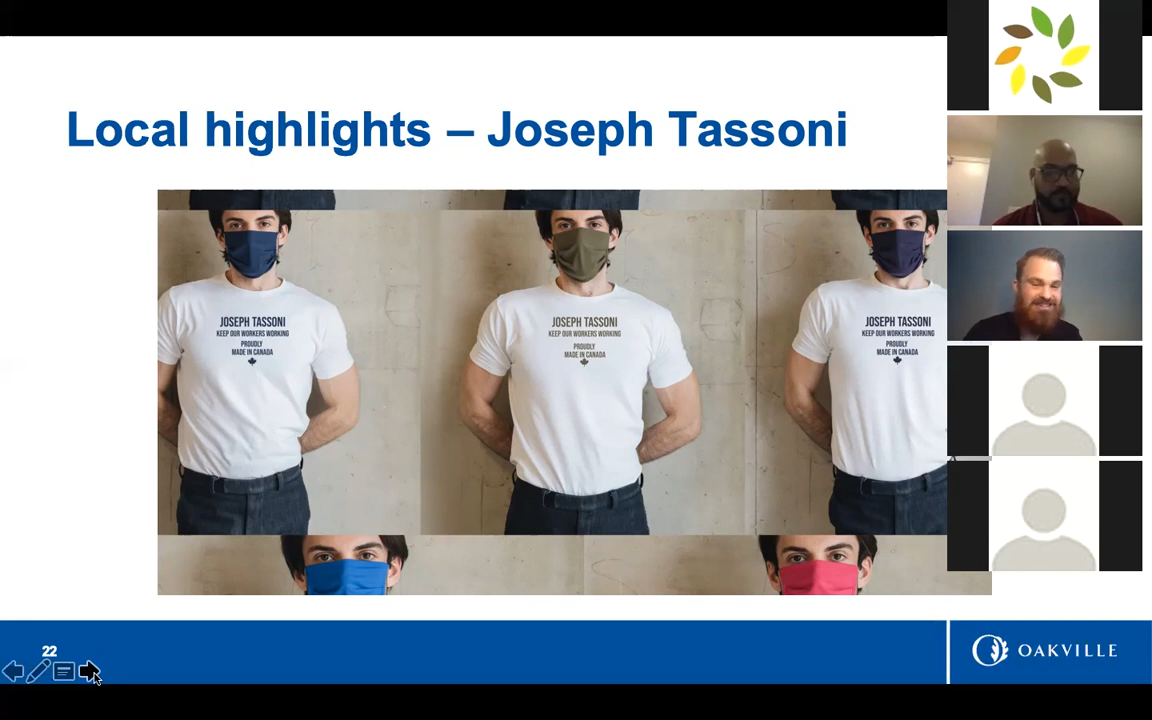 Local highlights – Joseph Tassoni
JOSEPH TASSONI
KEEP OUR WORKERS WORKING
PROUDLY
MADE IN CANADA
JOSEPH TASSONI
KEEP OUR WORKERS WORKING
PROUDLY
MADE IN CANADA
JOSEPH TASSONI
KEEP OUR WORKERS WORKING
PROUDLY
MADE IN CANADA
22
OAKVILLE